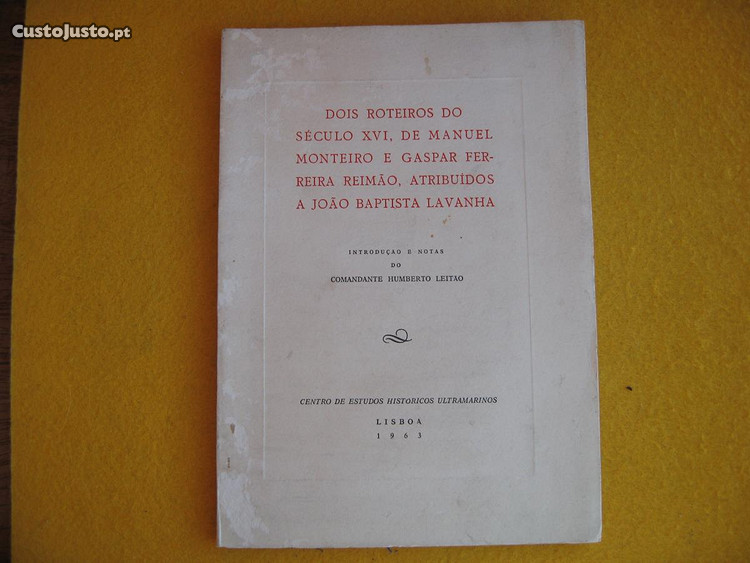 CustoJusto.pt
DOIS ROTEIROS DO
SÉCULO XVI, DE MANUEL
MONTEIRO E GASPAR FER-
REIRA REIMÃO, ATRIBUÍDOS
A JOÃO BAPTISTA LAVANHA
INTRODUÇÃO E NOTAS
DO
COMANDANTE HUMBERTO LEITÃO
CENTRO DE ESTUDOS HISTÓRICOS ULTRAMARINOS
LISBOA
1963